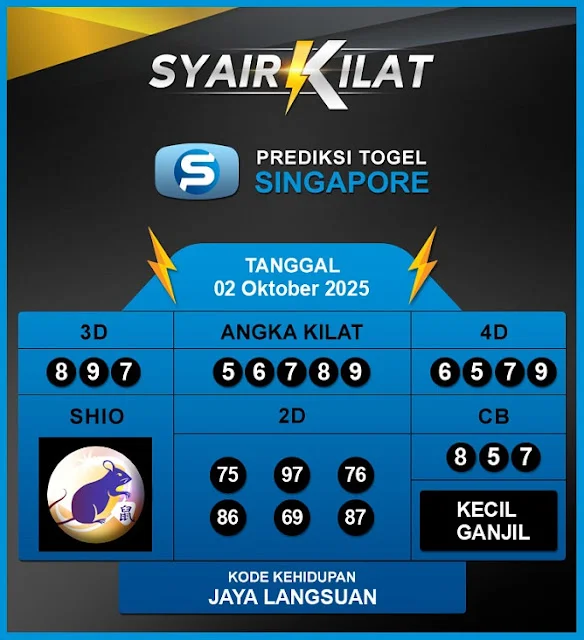 SYAIR KILAT
S
PREDIKSI TOGEL
SINGAPORE
TANGGAL
02 Oktober 2025
3D
ANGKA KILAT
4D
8 9 7
5 6 7 8 9
6 5 7 9
SHIO
2D
CB
鼠
75 97 76
86 69 87
8 5 7
KECIL
GANJIL
KODE KEHIDUPAN
JAYA LANGSUAN